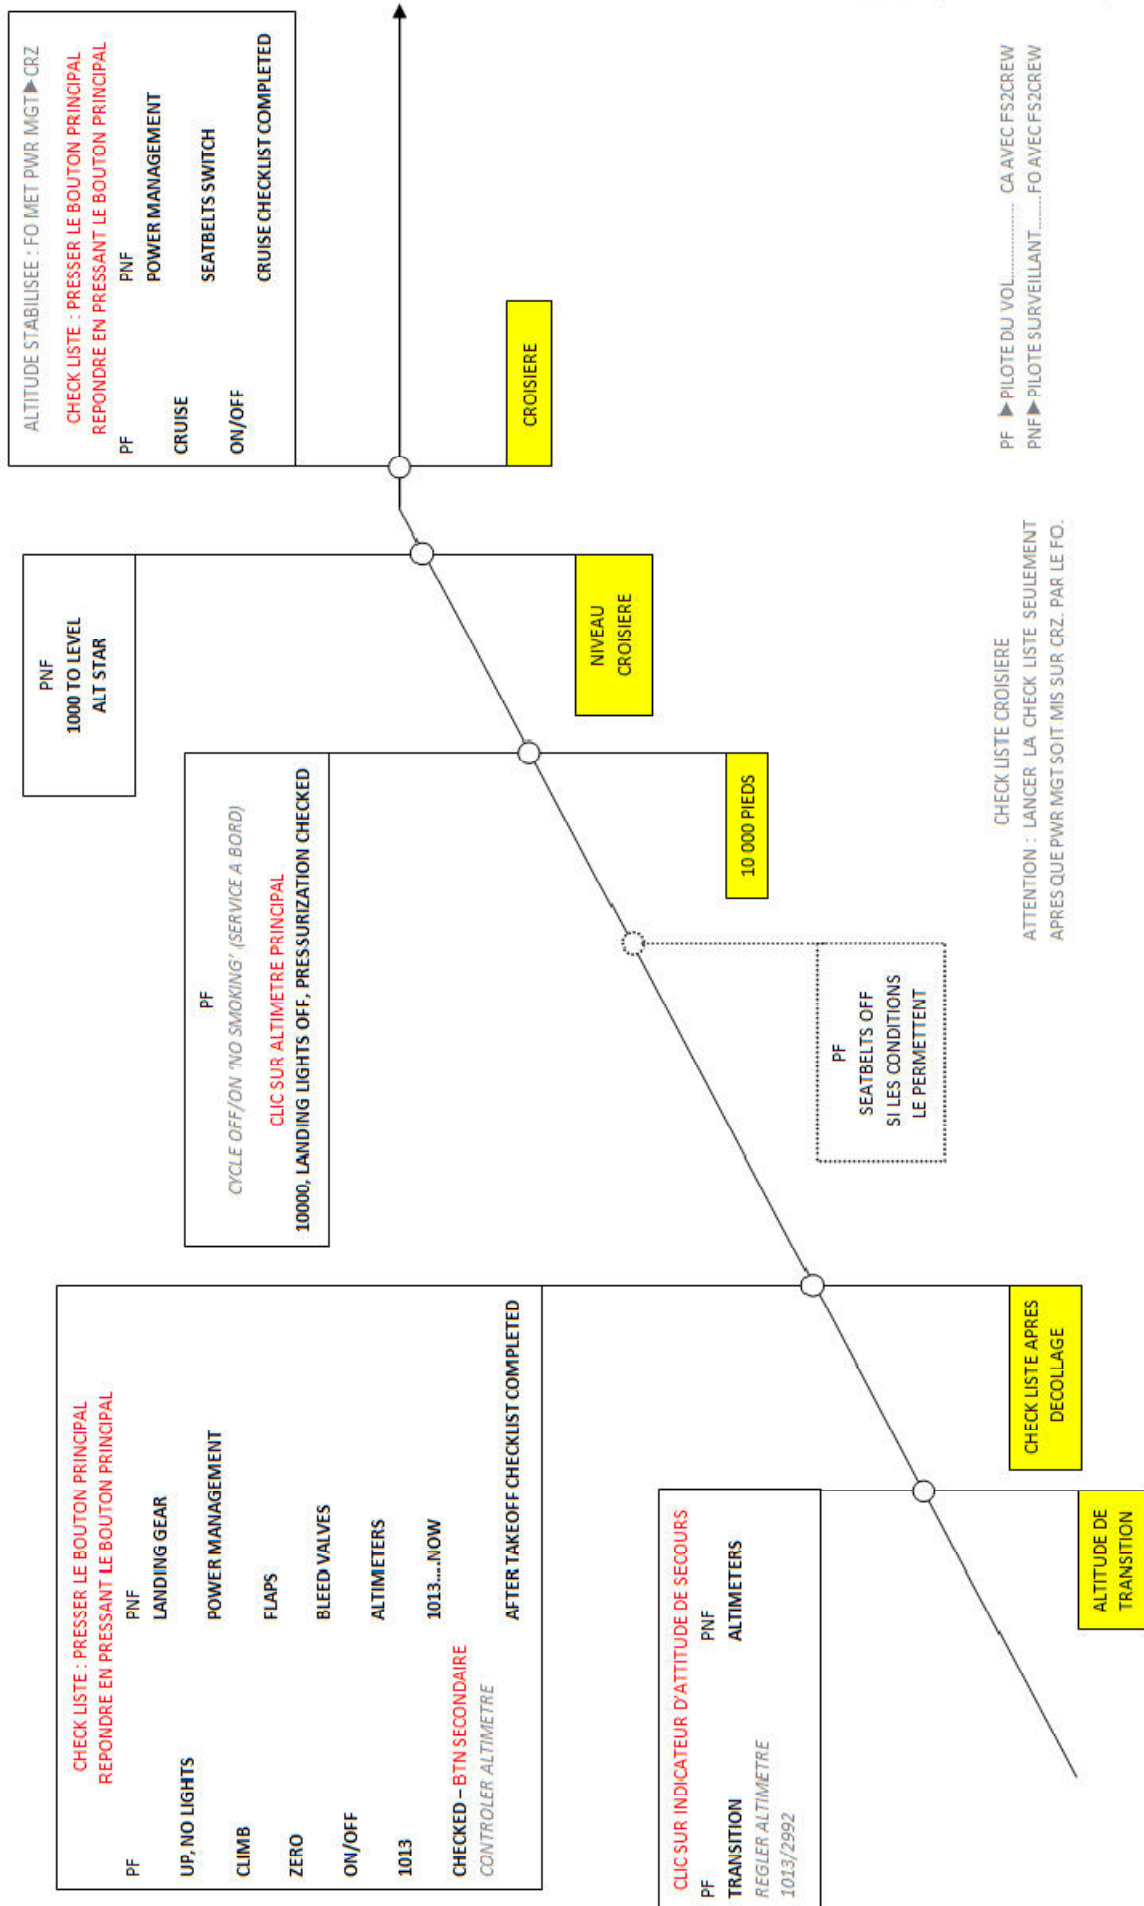 CHECK LISTE : PRESSER LE BOUTON PRINCIPAL
REPONDRE EN PRESSANT LE BOUTON PRINCIPAL
PF PNF
LANDING GEAR
UP, NO LIGHTS
POWER MANAGEMENT
CLIMB
FLAPS
ZERO
BLEED VALVES
ON/OFF
ALTIMETERS
1013
1013.....NOW
CHECKED – BTN SECONDAIRE
CONTROLER ALTIMETRE
AFTER TAKEOFF CHECKLIST COMPLETED
CLIC SUR INDICATEUR D'ATTITUDE DE SECOURS
PF PNF
TRANSITION ALTIMETERS
REGLER ALTIMETRE
1013/2992
ALTITUDE DE
TRANSITION
CHECK LISTE APRES
DECOLLAGE
PF
CYCLE OFF/ON 'NO SMOKING' (SERVICE A BORD)
CLIC SUR ALTIMETRE PRINCIPAL
10000, LANDING LIGHTS OFF, PRESSURIZATION CHECKED
PF
SEATBELTS OFF
SI LES CONDITIONS
LE PERMETTENT
10 000 PIEDS
PNF
1000 TO LEVEL
ALT STAR
NIVEAU
CROISIERE
ALTITUDE STABILISEE : FO MET PWR MGT►CRZ
CHECK LISTE : PRESSER LE BOUTON PRINCIPAL
REPONDRE EN PRESSANT LE BOUTON PRINCIPAL
PF PNF
POWER MANAGEMENT
CRUISE
SEATBELTS SWITCH
ON/OFF
CRUISE CHECKLIST COMPLETED
CROISIERE
CHECK LISTE CROISIERE
ATTENTION : LANCER LA CHECK LISTE SEULEMENT
APRES QUE PWR MGT SOIT MIS SUR CRZ. PAR LE FO.
PF ►PILOTE DU VOL.................. CA AVEC FS2CREW
PNF►PILOTE SURVEILLANT........FO AVEC FS2CREW